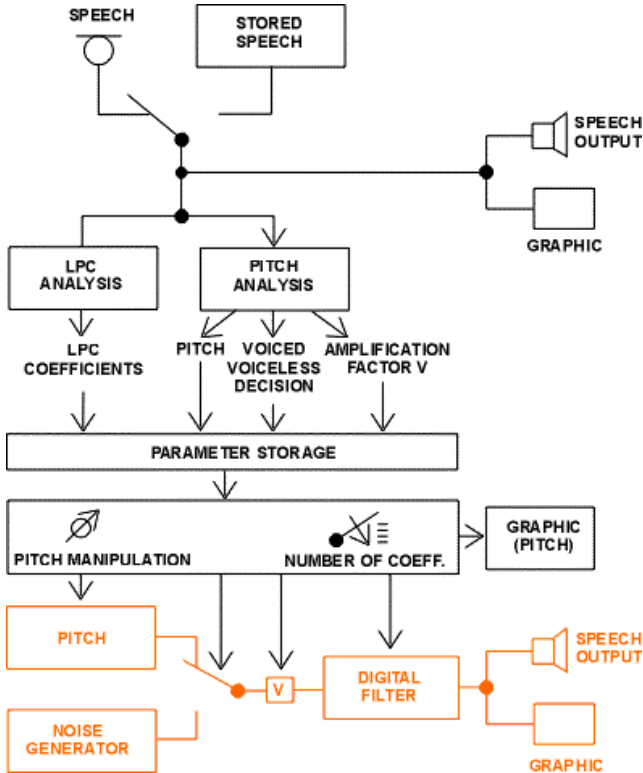 SPEECH
STORED
SPEECH
SPEECH
OUTPUT
GRAPHIC
LPC
ANALYSIS
PITCH
ANALYSIS
LPC
COEFFICIENTS
PITCH
VOICED
VOICELESS
DECISION
AMPLIFICATION
FACTOR V
PARAMETER STORAGE
PITCH MANIPULATION
NUMBER OF COEFF.
GRAPHIC
(PITCH)
PITCH
V
DIGITAL
FILTER
SPEECH
OUTPUT
NOISE
GENERATOR
GRAPHIC